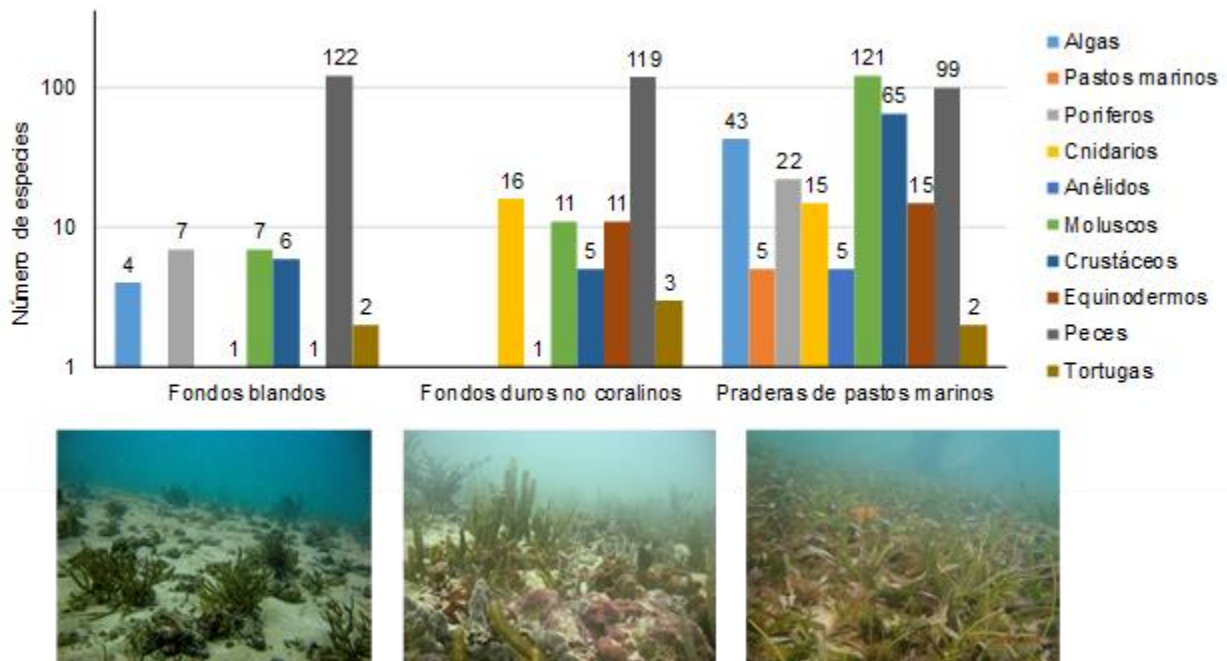 Número de especies
100
10
1
4
7
1
7
6
1
122
2
16
1
11
5
11
119
3
43
5
22
15
5
121
65
15
99
2
Fondos blandos
Fondos duros no coralinos
Praderas de pastos marinos
Algas
Pastos marinos
Poriferos
Cnidarios
Anélidos
Moluscos
Crustáceos
Equinodermos
Peces
Tortugas